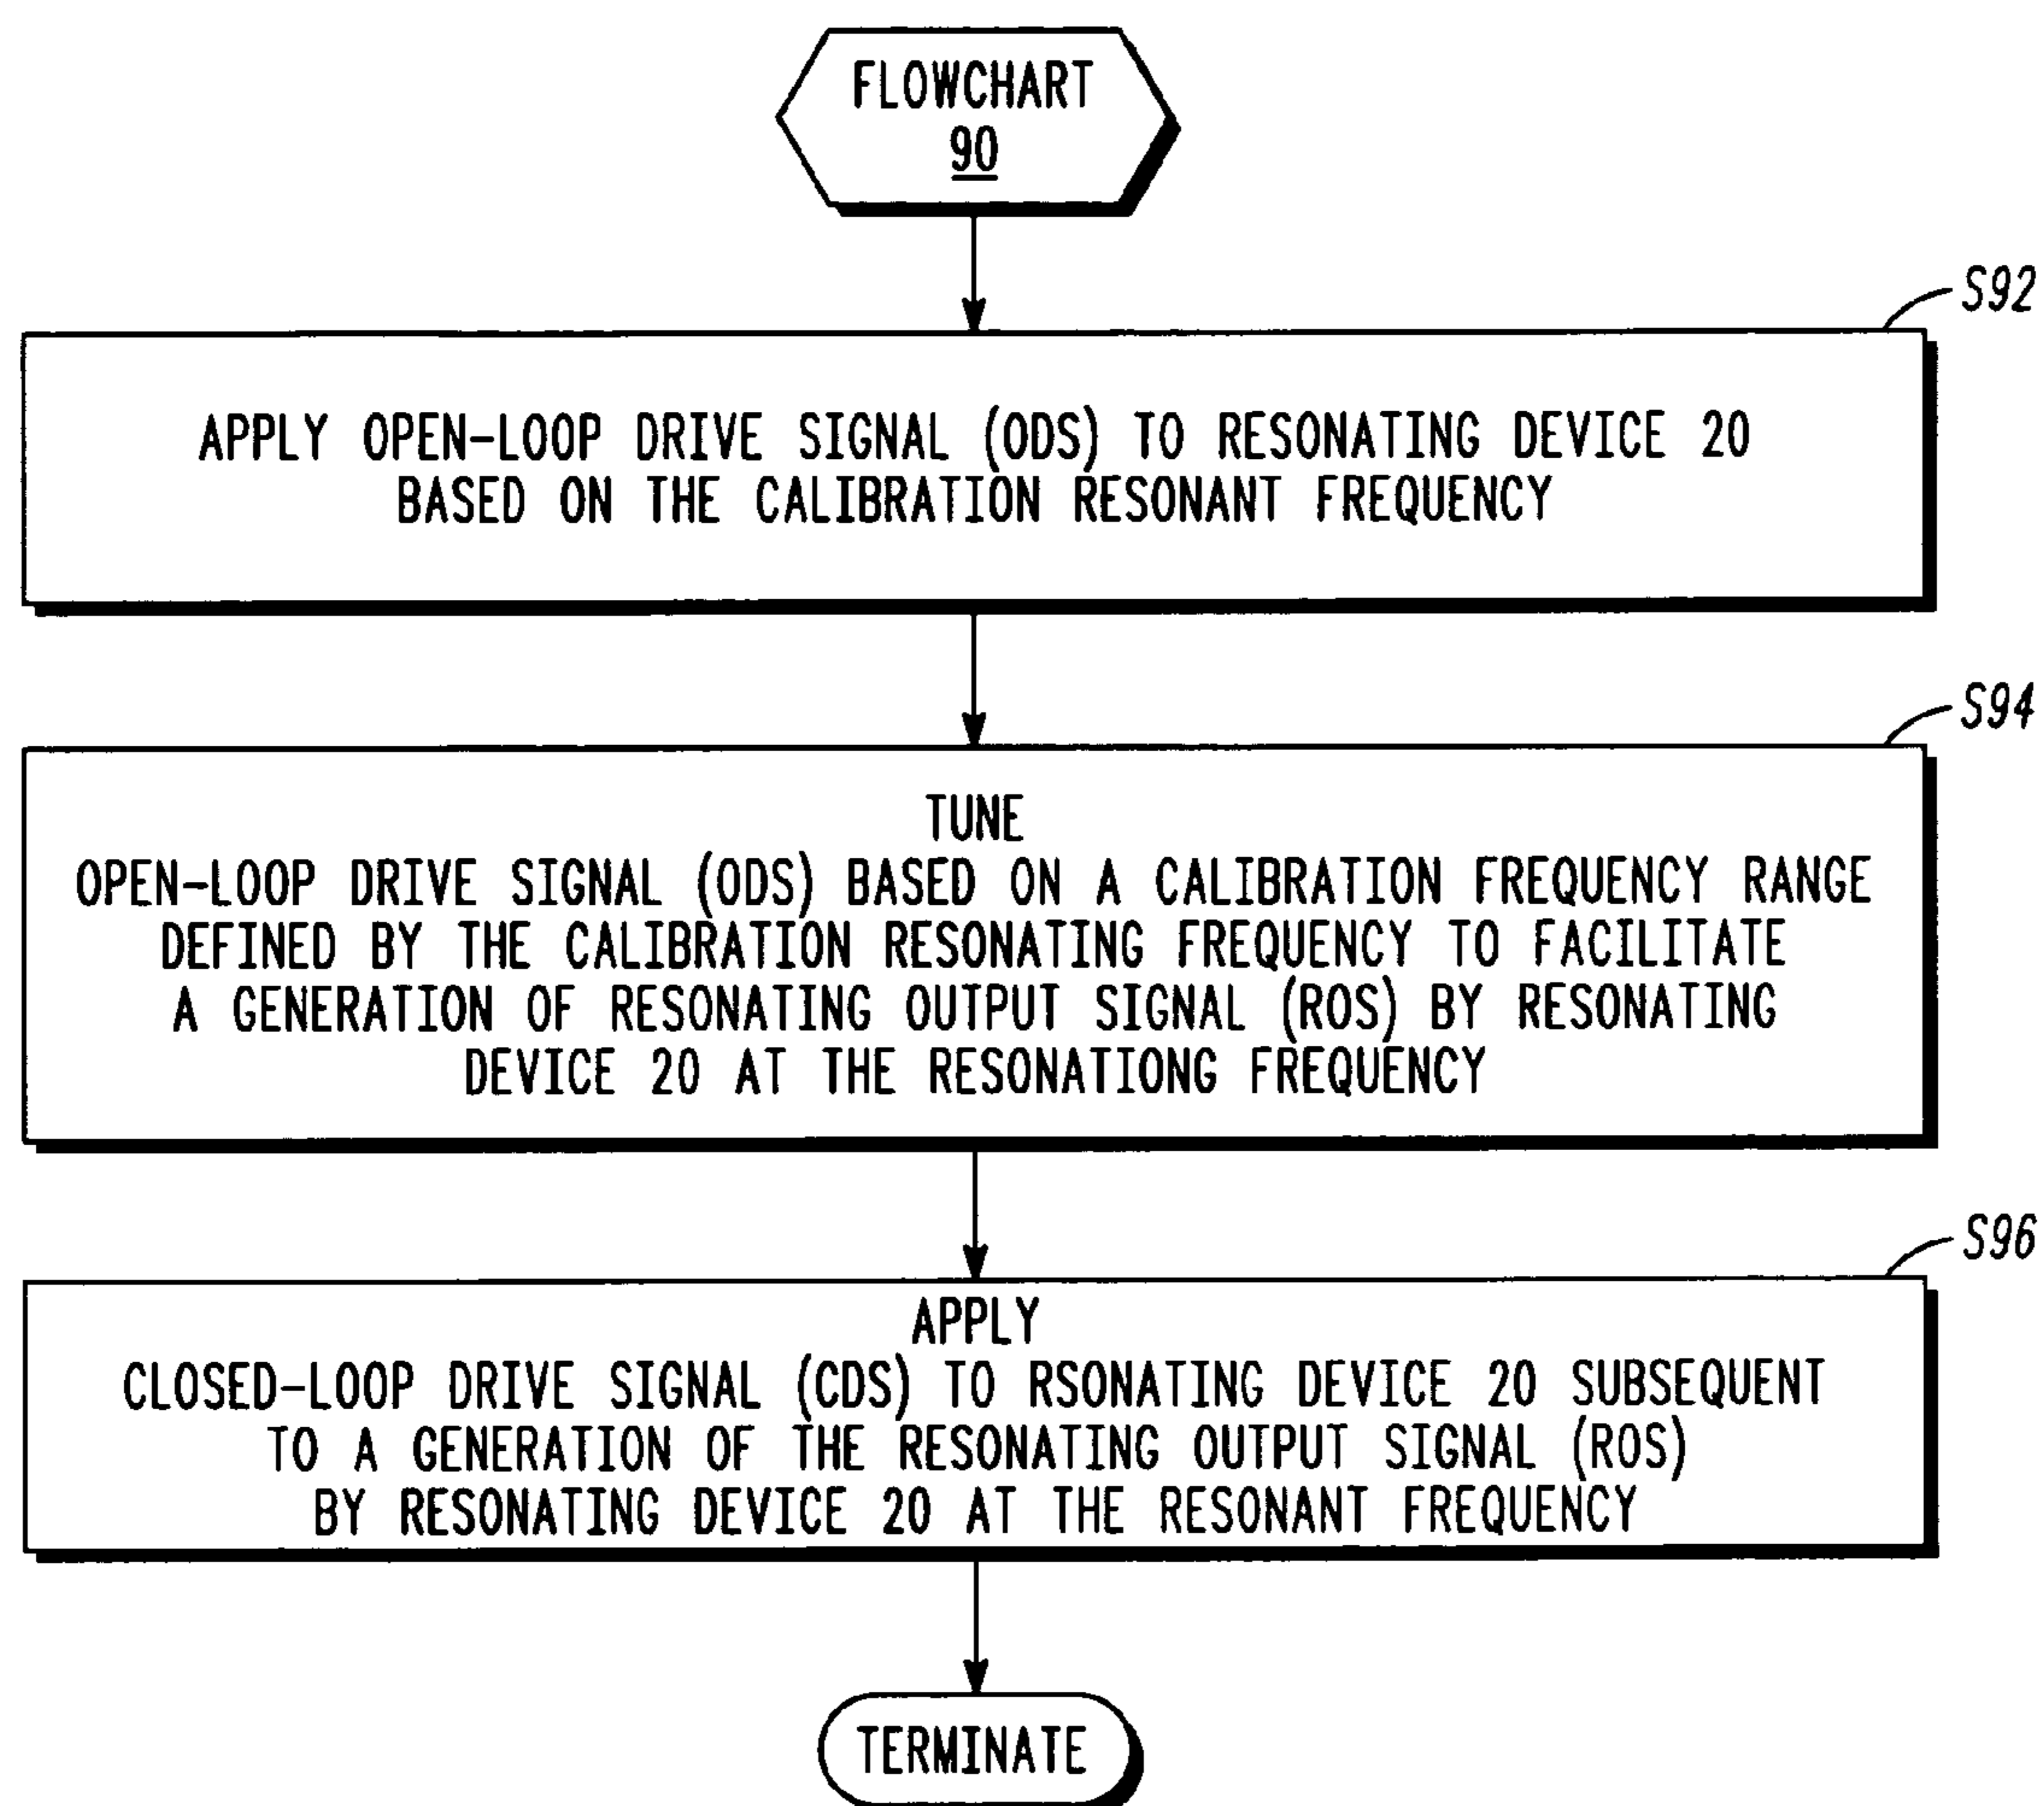 FLOWCHART
90
S92
APPLY OPEN-LOOP DRIVE SIGNAL (ODS) TO RESONATING DEVICE 20
BASED ON THE CALIBRATION RESONANT FREQUENCY
S94
TUNE
OPEN-LOOP DRIVE SIGNAL (ODS) BASED ON A CALIBRATION FREQUENCY RANGE
DEFINED BY THE CALIBRATION RESONATING FREQUENCY TO FACILITATE
A GENERATION OF RESONATING OUTPUT SIGNAL (ROS) BY RESONATING
DEVICE 20 AT THE RESONATIONG FREQUENCY
S96
APPLY
CLOSED-LOOP DRIVE SIGNAL (CDS) TO RSONATING DEVICE 20 SUBSEQUENT
TO A GENERATION OF THE RESONATING OUTPUT SIGNAL (ROS)
BY RESONATING DEVICE 20 AT THE RESONANT FREQUENCY
TERMINATE